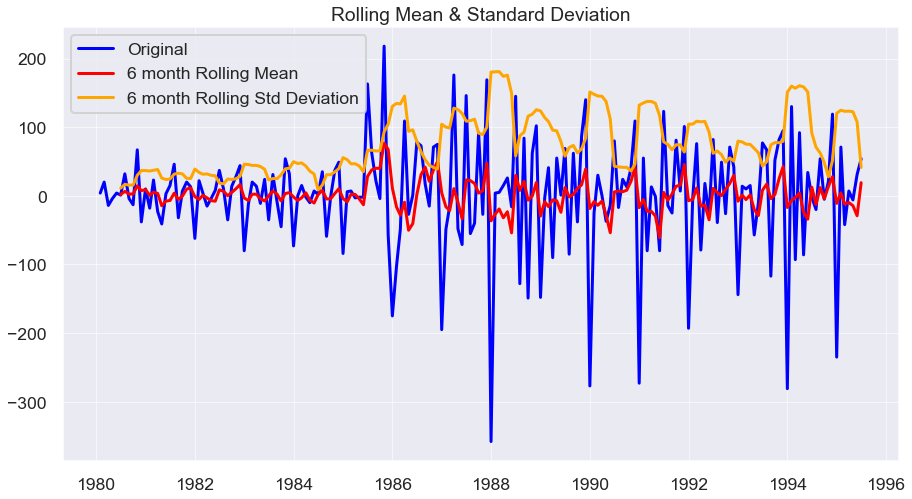 Rolling Mean & Standard Deviation
Original
6 month Rolling Mean
6 month Rolling Std Deviation
200
100
0
−100
−200
−300
1980 1982 1984 1986 1988 1990 1992 1994 1996